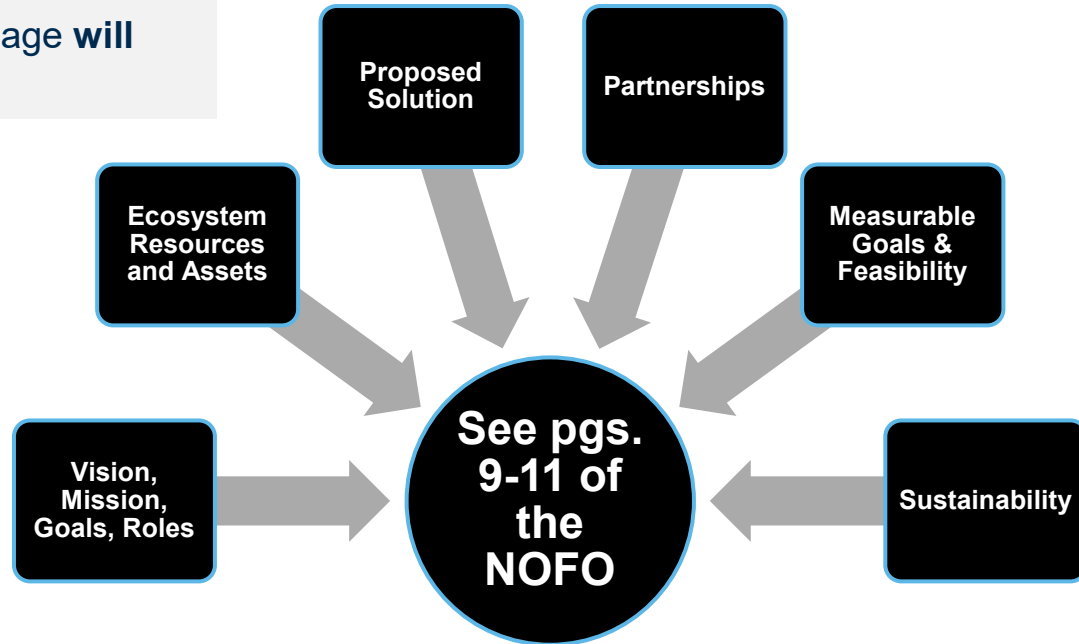 age will
Proposed
Solution
Partnerships
Ecosystem
Resources
and Assets
Measurable
Goals &
Feasibility
Vision,
Mission,
Goals, Roles
See pgs.
9-11 of
the
NOFO
Sustainability